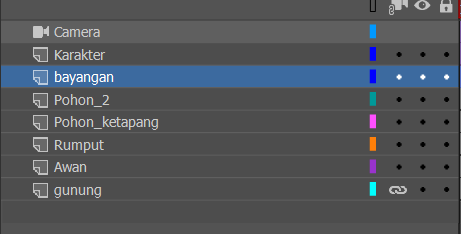 Camera
Karakter
bayangan
Pohon_2
Pohon_ketapang
Rumput
Awan
gunung